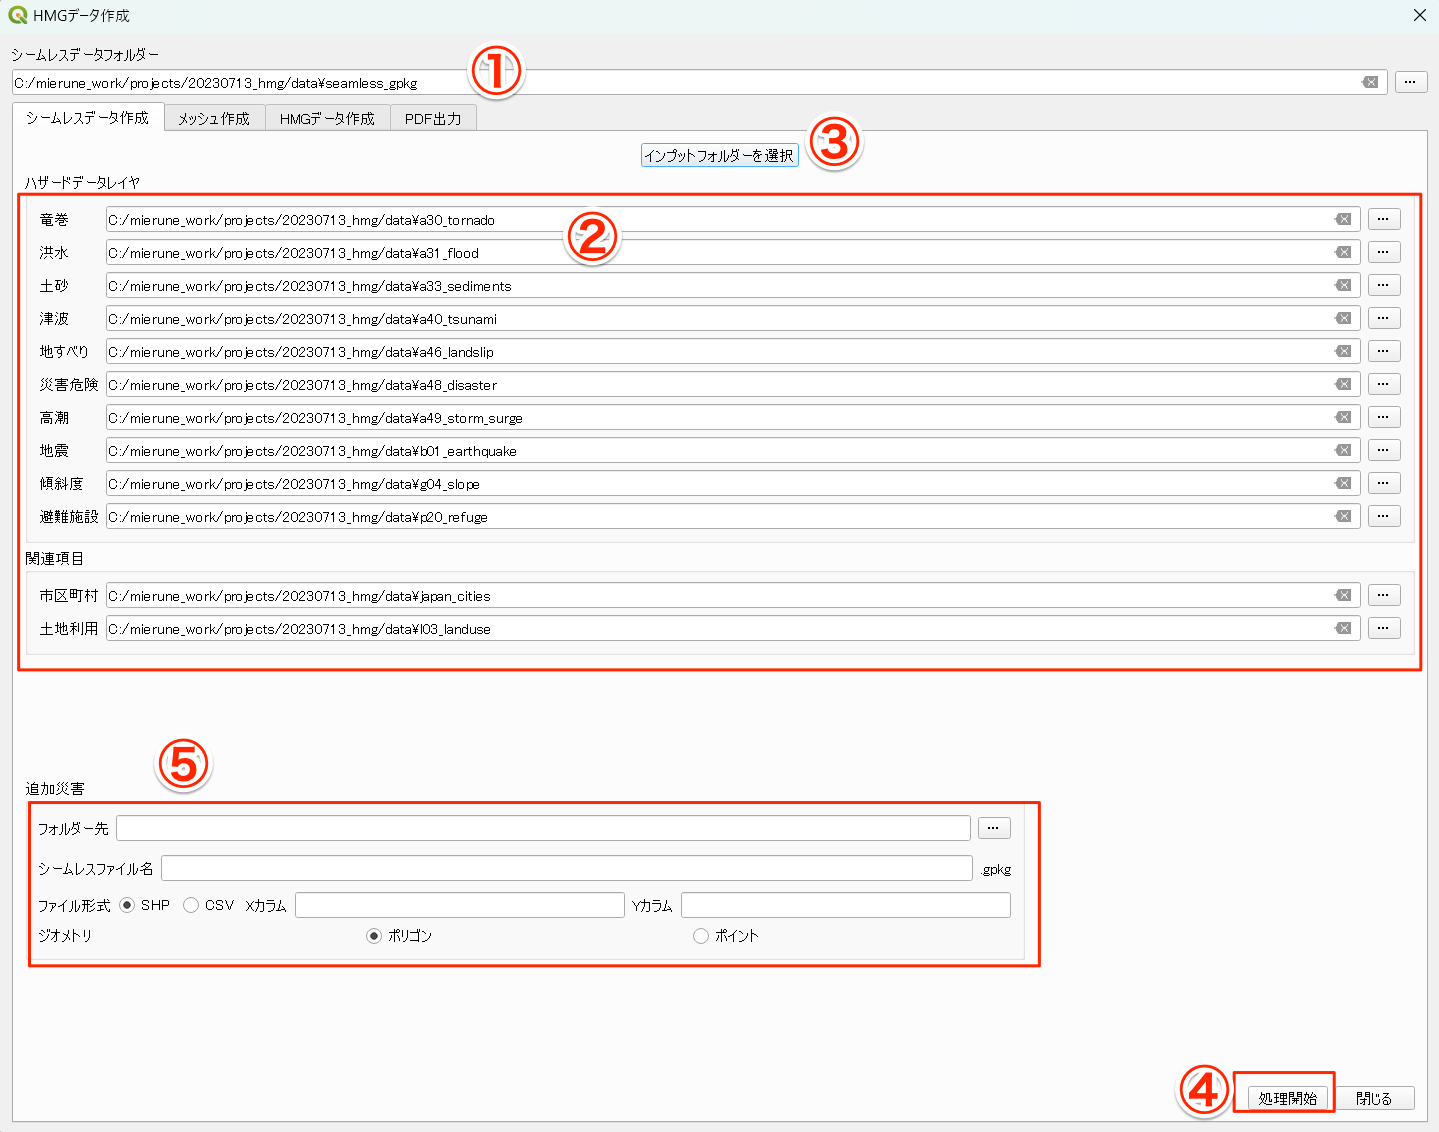 HMGデータ作成
シームレスデータフォルダー
①
C:/mierune_work/projects/20230713_hmg/data¥seamless_gpkg
...
シームレスデータ作成 メッシュ作成 HMGデータ作成 PDF出力
インプットフォルダーを選択 ③
ハザードデータレイヤ
竜巻 C:/mierune_work/projects/20230713_hmg/data¥a30_tornado ...
②
洪水 C:/mierune_work/projects/20230713_hmg/data¥a31_flood ...
土砂 C:/mierune_work/projects/20230713_hmg/data¥a33_sediments ...
津波 C:/mierune_work/projects/20230713_hmg/data¥a40_tsunami ...
地すべり C:/mierune_work/projects/20230713_hmg/data¥a46_landslip ...
災害危険 C:/mierune_work/projects/20230713_hmg/data¥a48_disaster ...
高潮 C:/mierune_work/projects/20230713_hmg/data¥a49_storm_surge ...
地震 C:/mierune_work/projects/20230713_hmg/data¥b01_earthquake ...
傾斜度 C:/mierune_work/projects/20230713_hmg/data¥g04_slope ...
避難施設 C:/mierune_work/projects/20230713_hmg/data¥p20_refuge ...
関連項目
市区町村 C:/mierune_work/projects/20230713_hmg/data¥japan_cities ...
土地利用 C:/mierune_work/projects/20230713_hmg/data¥l03_landuse ...
⑤
追加災害
フォルダー先 ...
シームレスファイル名 .gpkg
ファイル形式 SHP CSV Xカラム Yカラム
ジオメトリ ポリゴン ポイント
④ 処理開始 閉じる